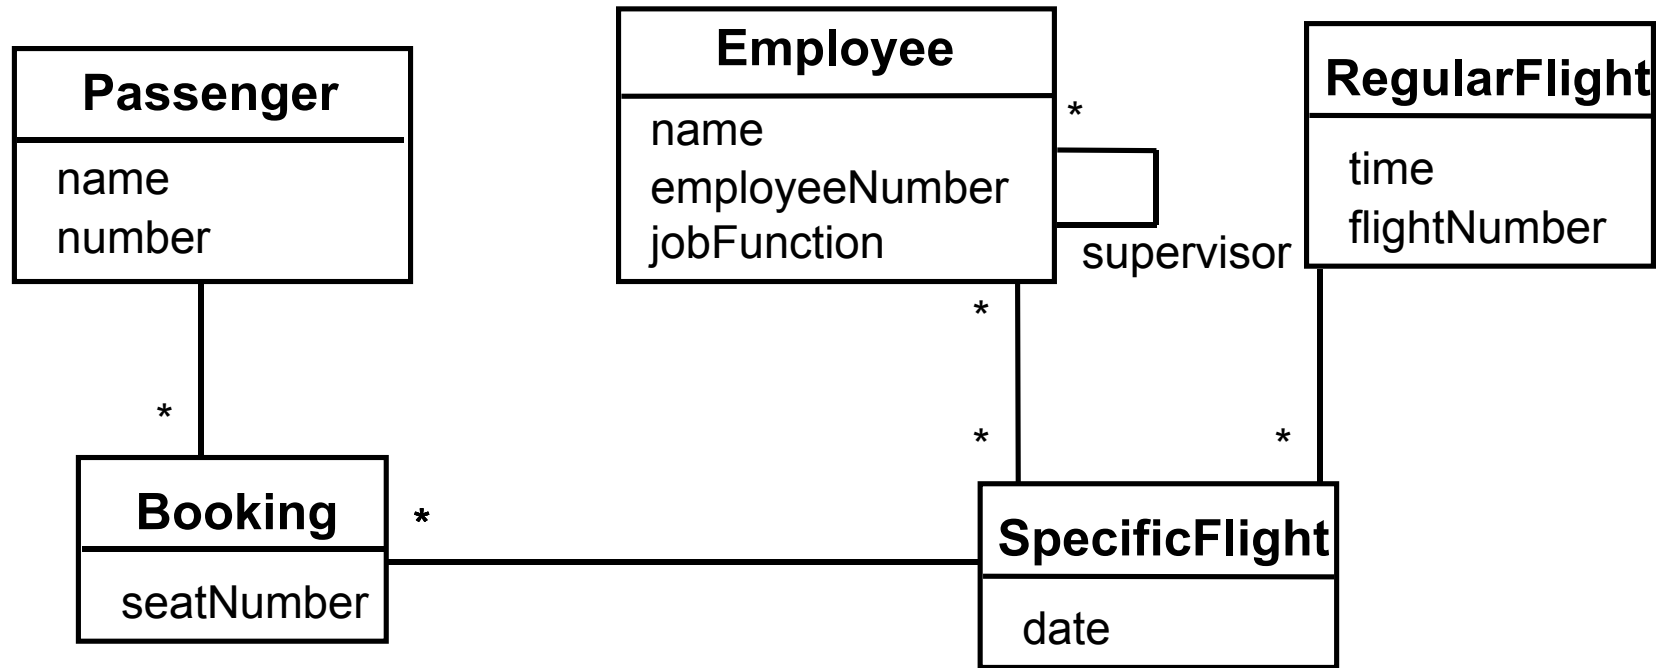 Passenger
name
number
Employee
name
employeeNumber
jobFunction
*
supervisor
RegularFlight
time
flightNumber
*
*
*
*
Booking
seatNumber
*
SpecificFlight
date